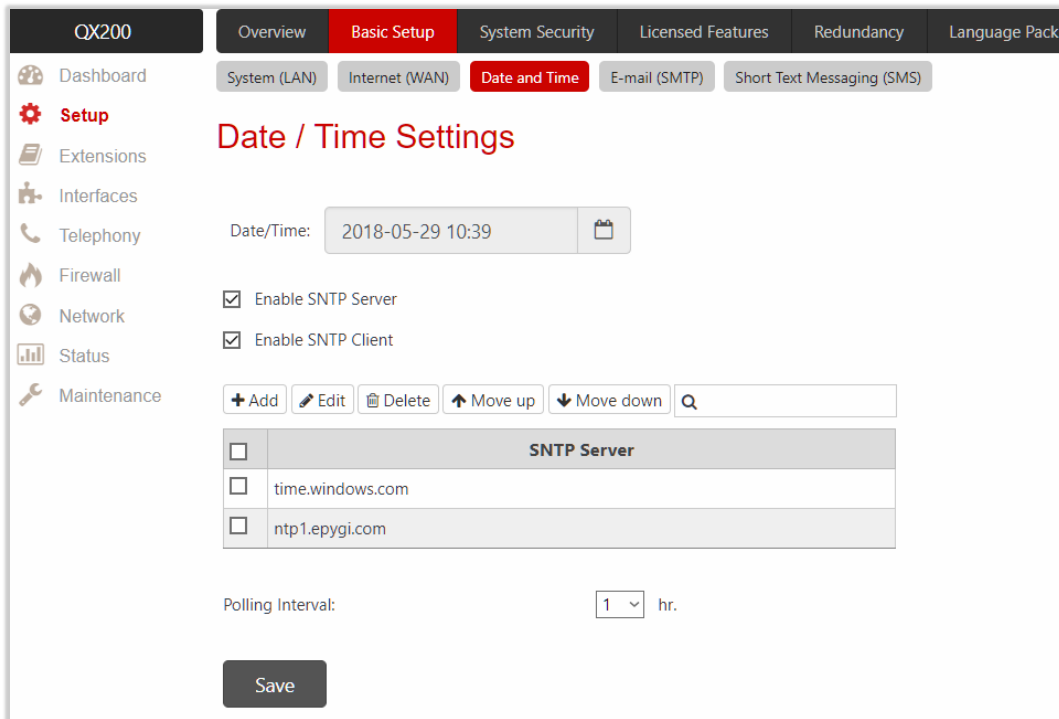 QX200
Overview
Basic Setup
System Security
Licensed Features
Redundancy
Language Pack
Dashboard
Setup
Extensions
Interfaces
Telephony
Firewall
Network
Status
Maintenance
System (LAN)
Internet (WAN)
Date and Time
E-mail (SMTP)
Short Text Messaging (SMS)
Date / Time Settings
Date/Time: 2018-05-29 10:39
Enable SNTP Server
Enable SNTP Client
Add Edit Delete Move up Move down
SNTP Server
time.windows.com
ntp1.epygi.com
Polling Interval: 1 hr.
Save